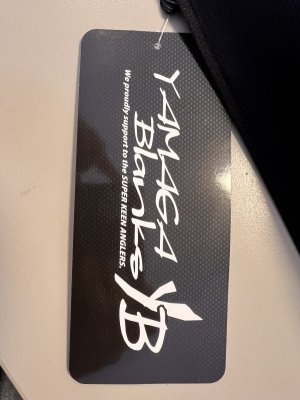 YAMAGA
Blanks
We proudly support to the SUPER KEEN ANGLERS.
YB